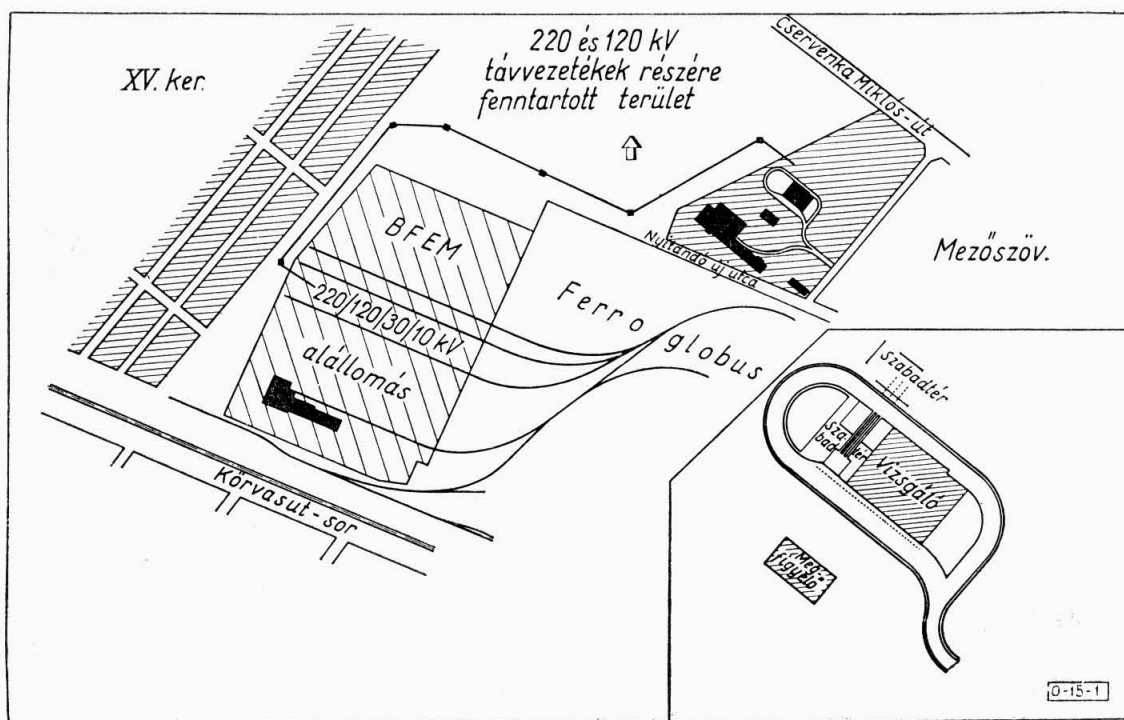 XV. ker.
220 és 120 kV
távvezetékek részére
fenntartott terület
Cservenka Miklós-út
BFEM
220/120/30/10 kV
alállomás
Ferro
globus
Nyíltandó új utca
Mezőszöv.
Körvasut-sor
szabadtér
sza-
bad
tér
Vizsgáló
Meg-
figyelő
0-15-1